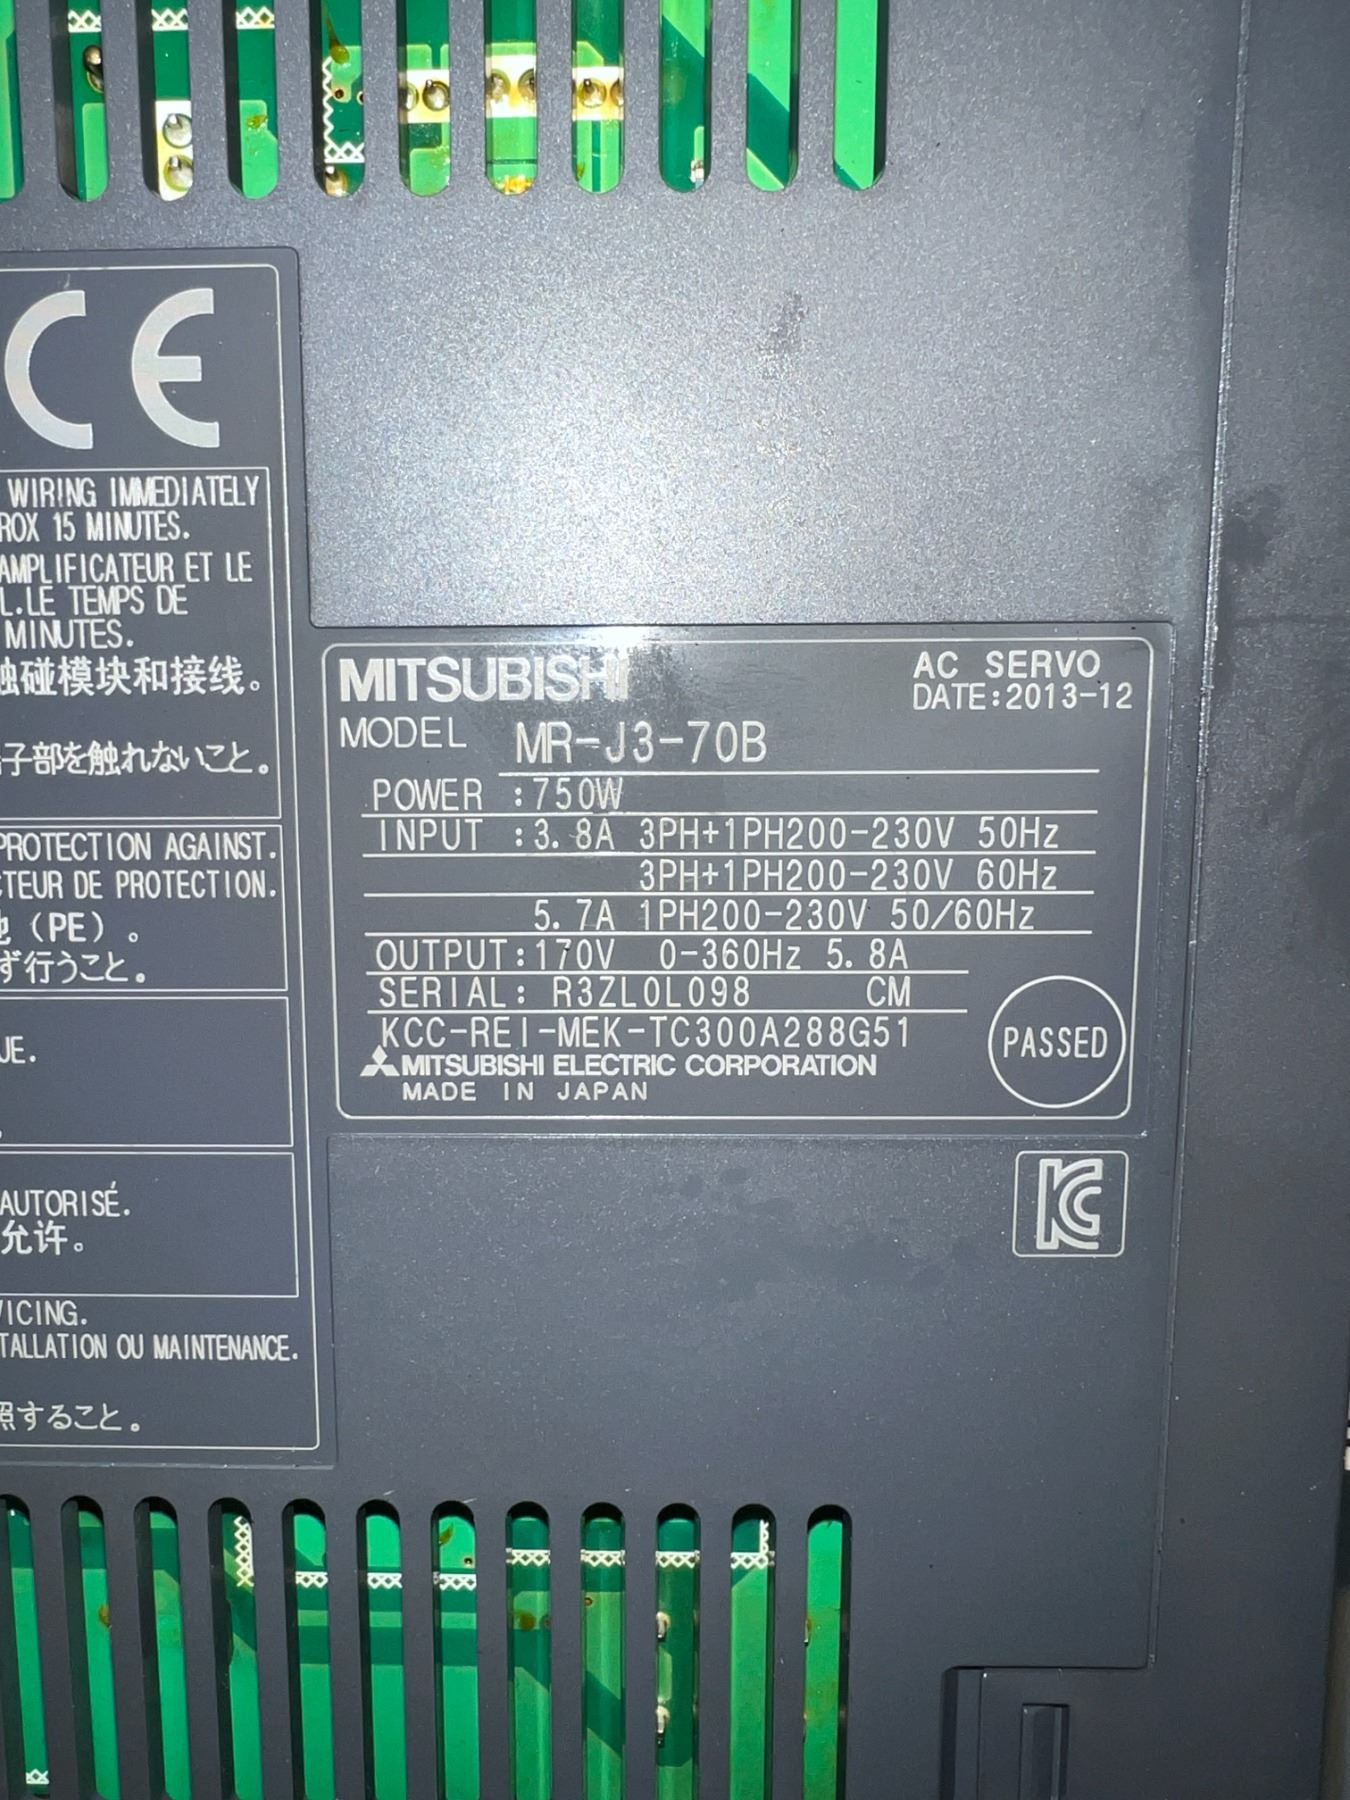 CE
WIRING IMMEDIATELY
ROX 15 MINUTES.
AMPLIFICATEUR ET LE
L.LE TEMPS DE
MINUTES.
触碰模块和接线。
子部を触れないこと。
PROTECTION AGAINST.
CTEUR DE PROTECTION.
地（PE）。
ず行うこと。
UE.
AUTORISÉ.
允许。
VICING.
TALLATION OU MAINTENANCE.
照すること。
MITSUBISHI
AC SERVO
DATE:2013-12
MODEL MR-J3-70B
POWER :750W
INPUT :3.8A 3PH+1PH200-230V 50Hz
3PH+1PH200-230V 60Hz
5.7A 1PH200-230V 50/60Hz
OUTPUT:170V 0-360Hz 5.8A
SERIAL: R3ZL0L098 CM
KCC-REI-MEK-TC300A288G51
MITSUBISHI ELECTRIC CORPORATION
MADE IN JAPAN
PASSED
KC